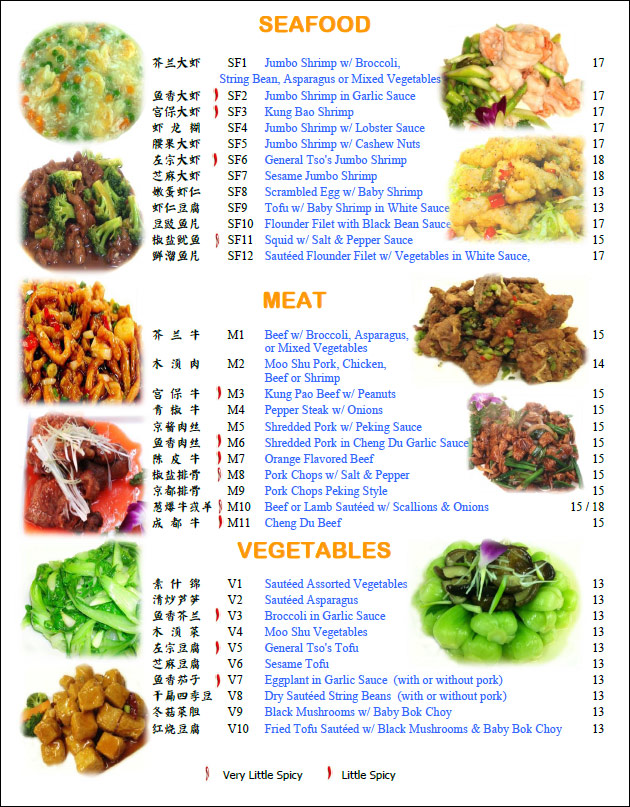 SEAFOOD
芥兰大虾 SF1 Jumbo Shrimp w/ Broccoli, 17
String Bean, Asparagus or Mixed Vegetables
鱼香大虾 SF2 Jumbo Shrimp in Garlic Sauce 17
宫保大虾 SF3 Kung Bao Shrimp 17
虾龙糊 SF4 Jumbo Shrimp w/ Lobster Sauce 17
腰果大虾 SF5 Jumbo Shrimp w/ Cashew Nuts 17
左宗大虾 SF6 General Tso's Jumbo Shrimp 18
芝麻大虾 SF7 Sesame Jumbo Shrimp 18
嫩蛋虾仁 SF8 Scrambled Egg w/ Baby Shrimp 13
虾仁豆腐 SF9 Tofu w/ Baby Shrimp in White Sauce 13
豆豉鱼片 SF10 Flounder Filet with Black Bean Sauce 17
椒盐鱿鱼 SF11 Squid w/ Salt & Pepper Sauce 15
鲜溜鱼片 SF12 Sautéed Flounder Filet w/ Vegetables in White Sauce, 17
MEAT
芥兰牛 M1 Beef w/ Broccoli, Asparagus, 15
or Mixed Vegetables
木须肉 M2 Moo Shu Pork, Chicken, 14
Beef or Shrimp
宫保牛 M3 Kung Pao Beef w/ Peanuts 15
青椒牛 M4 Pepper Steak w/ Onions 15
京酱肉丝 M5 Shredded Pork w/ Peking Sauce 15
鱼香肉丝 M6 Shredded Pork in Cheng Du Garlic Sauce 15
陈皮牛 M7 Orange Flavored Beef 15
椒盐排骨 M8 Pork Chops w/ Salt & Pepper 15
京都排骨 M9 Pork Chops Peking Style 15
葱爆牛或羊 M10 Beef or Lamb Sautéed w/ Scallions & Onions 15 / 18
成都牛 M11 Cheng Du Beef 15
VEGETABLES
素什锦 V1 Sautéed Assorted Vegetables 13
清炒芦笋 V2 Sautéed Asparagus 13
鱼香芥兰 V3 Broccoli in Garlic Sauce 13
木须菜 V4 Moo Shu Vegetables 13
左宗豆腐 V5 General Tso's Tofu 13
芝麻豆腐 V6 Sesame Tofu 13
鱼香茄子 V7 Eggplant in Garlic Sauce (with or without pork) 13
干扁四季豆 V8 Dry Sautéed String Beans (with or without pork) 13
冬菇菜胆 V9 Black Mushrooms w/ Baby Bok Choy 13
红烧豆腐 V10 Fried Tofu Sautéed w/ Black Mushrooms & Baby Bok Choy 13
Very Little Spicy Little Spicy